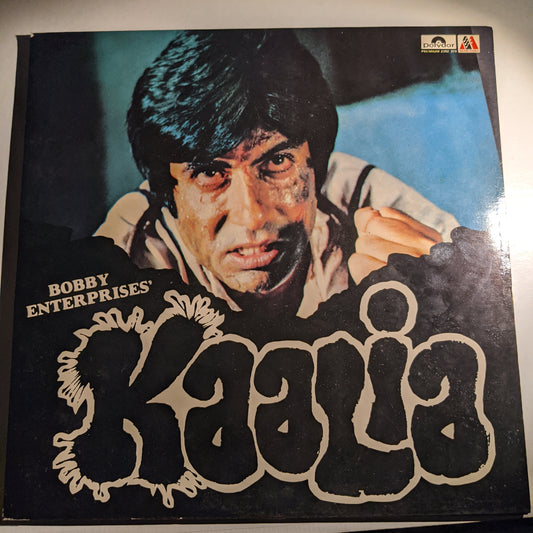 Polydor
BOBBY
ENTERPRISES'
Kaalia